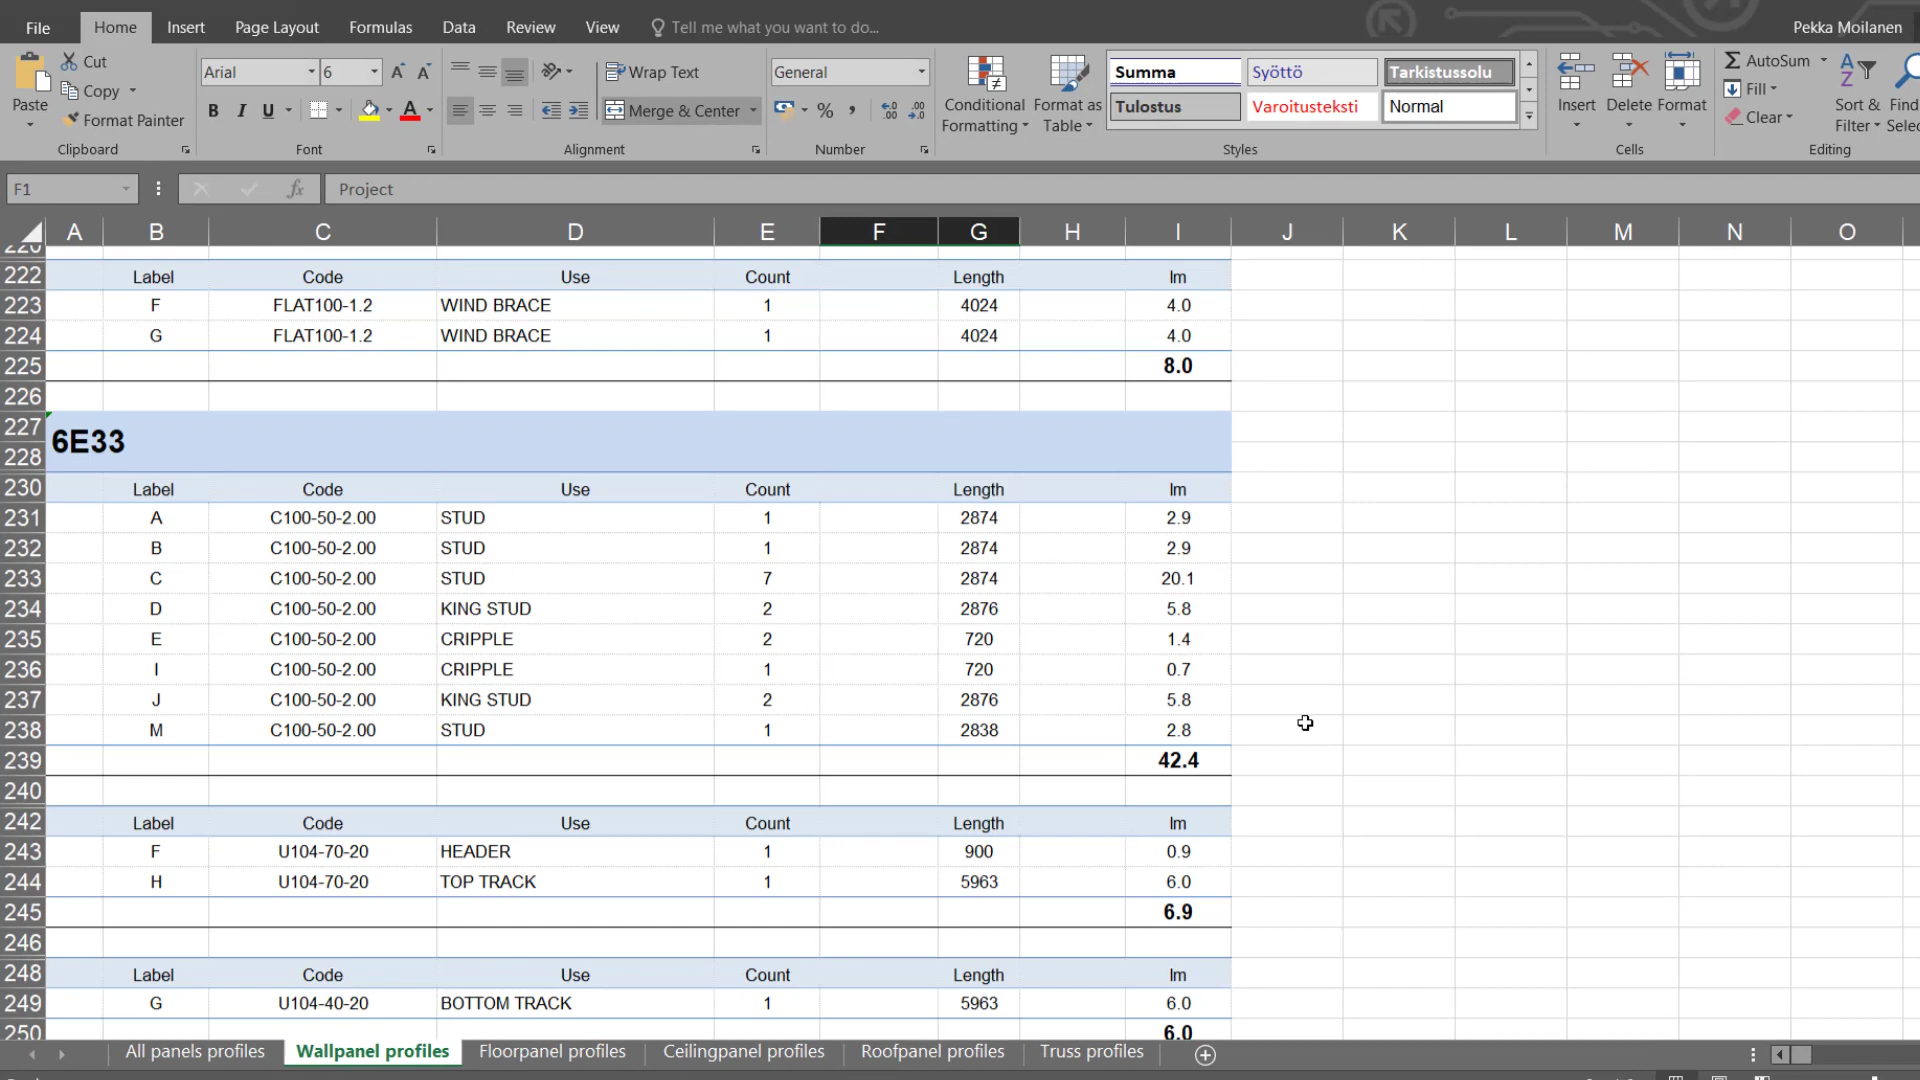 File Home Insert Page Layout Formulas Data Review View Tell me what you want to do... Pekka Moilanen
Paste Cut Copy Format Painter Clipboard
Arial 6 A A B I U A Font
Wrap Text Merge & Center Alignment
General % , Number
Conditional Formatting Format as Table
Summa Syöttö Tarkistussolu
Tulostus Varoitusteksti Normal
Styles
Insert Delete Format Cells
AutoSum Fill Clear Sort & Filter Editing
F1 fx Project
A B C D E F G H I J K L M N O
222 Label Code Use Count Length lm
223 F FLAT100-1.2 WIND BRACE 1 4024 4.0
224 G FLAT100-1.2 WIND BRACE 1 4024 4.0
225 8.0
226
227 6E33
228
230 Label Code Use Count Length lm
231 A C100-50-2.00 STUD 1 2874 2.9
232 B C100-50-2.00 STUD 1 2874 2.9
233 C C100-50-2.00 STUD 7 2874 20.1
234 D C100-50-2.00 KING STUD 2 2876 5.8
235 E C100-50-2.00 CRIPPLE 2 720 1.4
236 I C100-50-2.00 CRIPPLE 1 720 0.7
237 J C100-50-2.00 KING STUD 2 2876 5.8
238 M C100-50-2.00 STUD 1 2838 2.8
239 42.4
240
242 Label Code Use Count Length lm
243 F U104-70-20 HEADER 1 900 0.9
244 H U104-70-20 TOP TRACK 1 5963 6.0
245 6.9
246
248 Label Code Use Count Length lm
249 G U104-40-20 BOTTOM TRACK 1 5963 6.0
250 6.0
All panels profiles Wallpanel profiles Floorpanel profiles Ceilingpanel profiles Roofpanel profiles Truss profiles